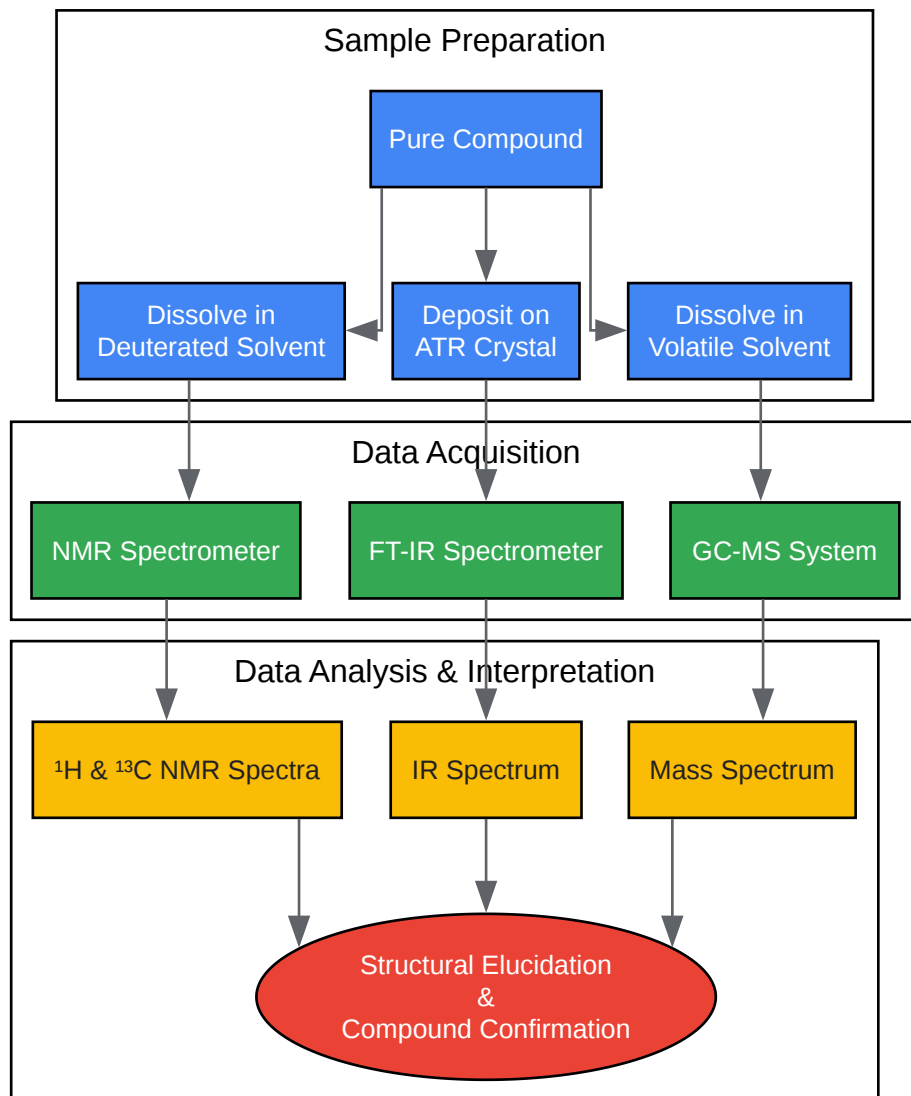 Sample Preparation
Pure Compound
Dissolve in
Deuterated Solvent
Deposit on
ATR Crystal
Dissolve in
Volatile Solvent
Data Acquisition
NMR Spectrometer
FT-IR Spectrometer
GC-MS System
Data Analysis & Interpretation
¹H & ¹³C NMR Spectra
IR Spectrum
Mass Spectrum
Structural Elucidation
&
Compound Confirmation